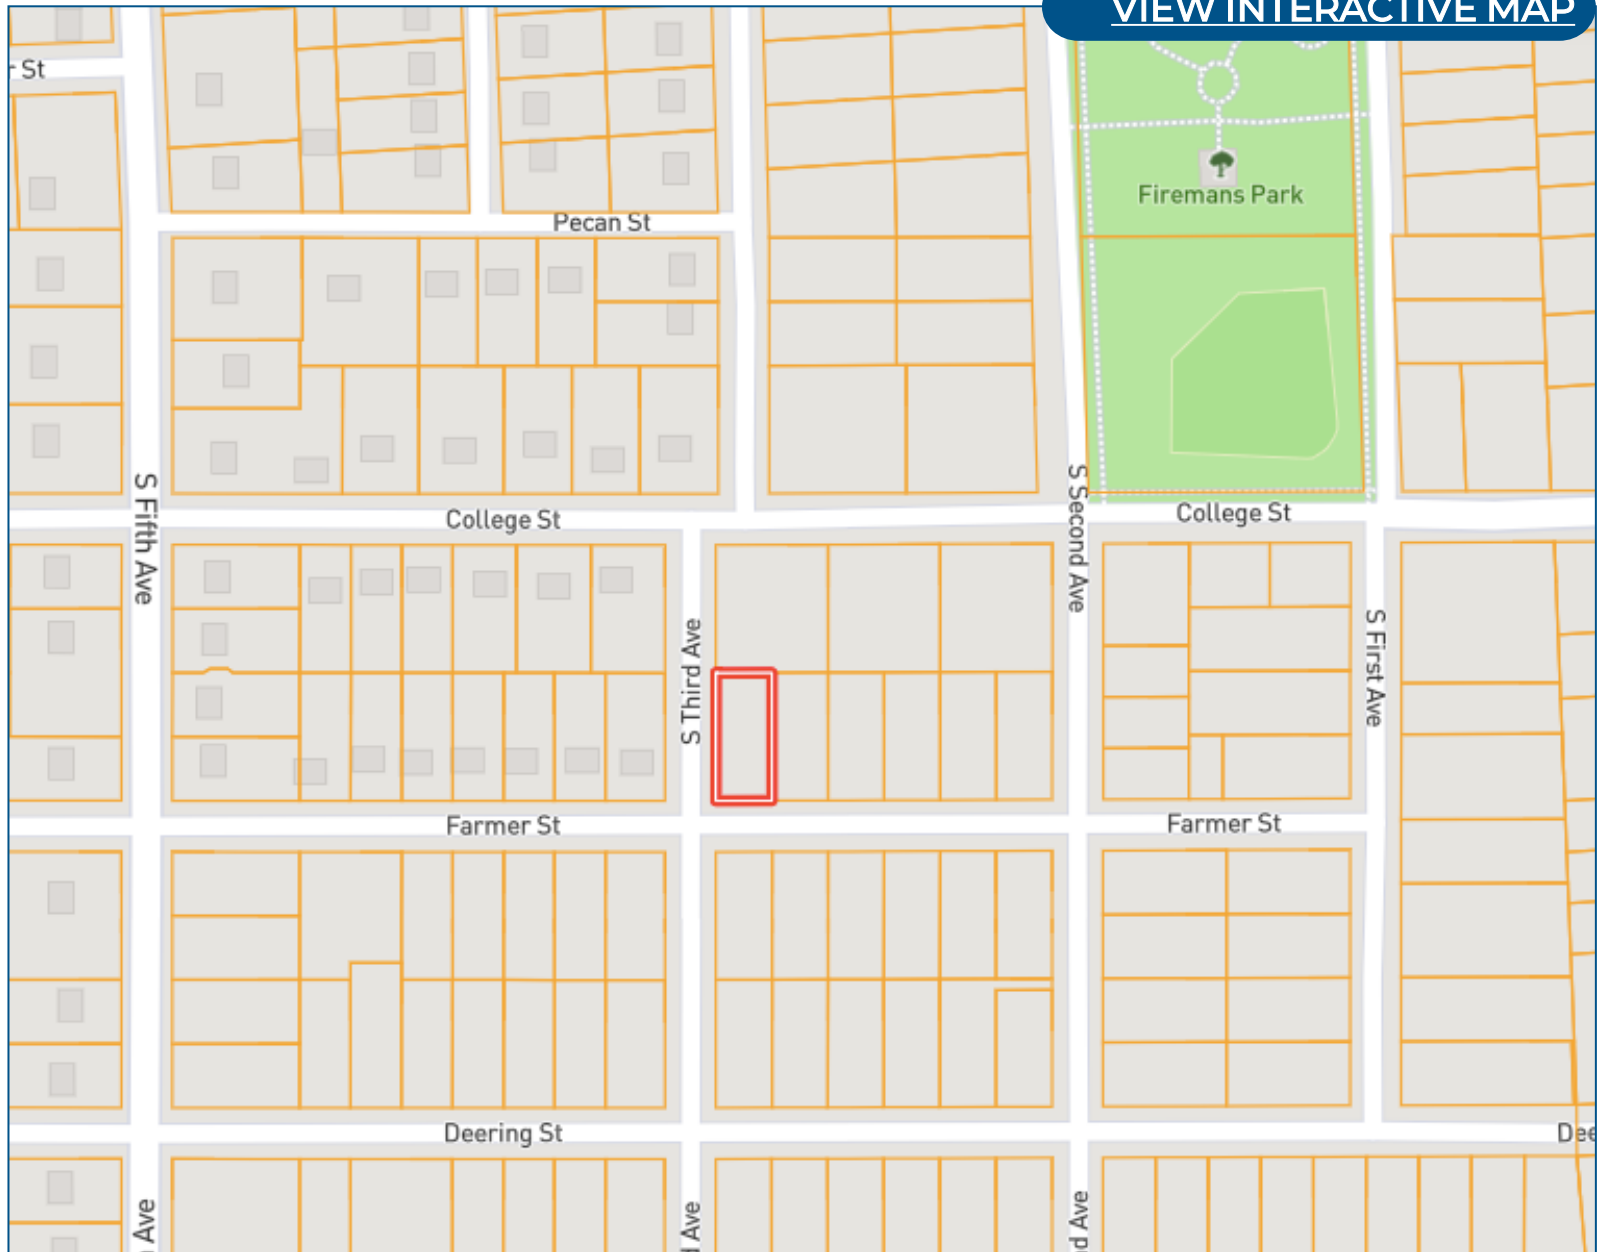 VIEW INTERACTIVE MAP
St
Firemans Park
Pecan St
S Fifth Ave
College St
S Second Ave
College St
S Third Ave
S First Ave
Farmer St
Farmer St
Deering St
Ave
Ave
Ave